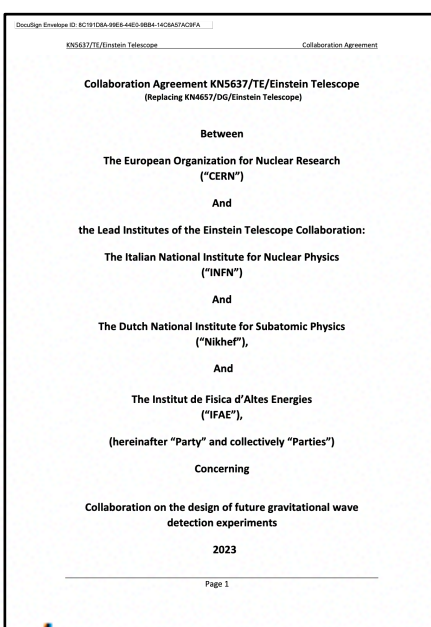 DocuSign Envelope ID: 8C191D8A-99E6-44E0-9BB4-14C6A57AC9FA
KN5637/TE/Einstein Telescope Collaboration Agreement
Collaboration Agreement KN5637/TE/Einstein Telescope
(Replacing KN4657/DG/Einstein Telescope)
Between
The European Organization for Nuclear Research
("CERN")
And
the Lead Institutes of the Einstein Telescope Collaboration:
The Italian National Institute for Nuclear Physics
("INFN")
And
The Dutch National Institute for Subatomic Physics
("Nikhef"),
And
The Institut de Fisica d'Altes Energies
("IFAE"),
(hereinafter "Party" and collectively "Parties")
Concerning
Collaboration on the design of future gravitational wave
detection experiments
2023
Page 1